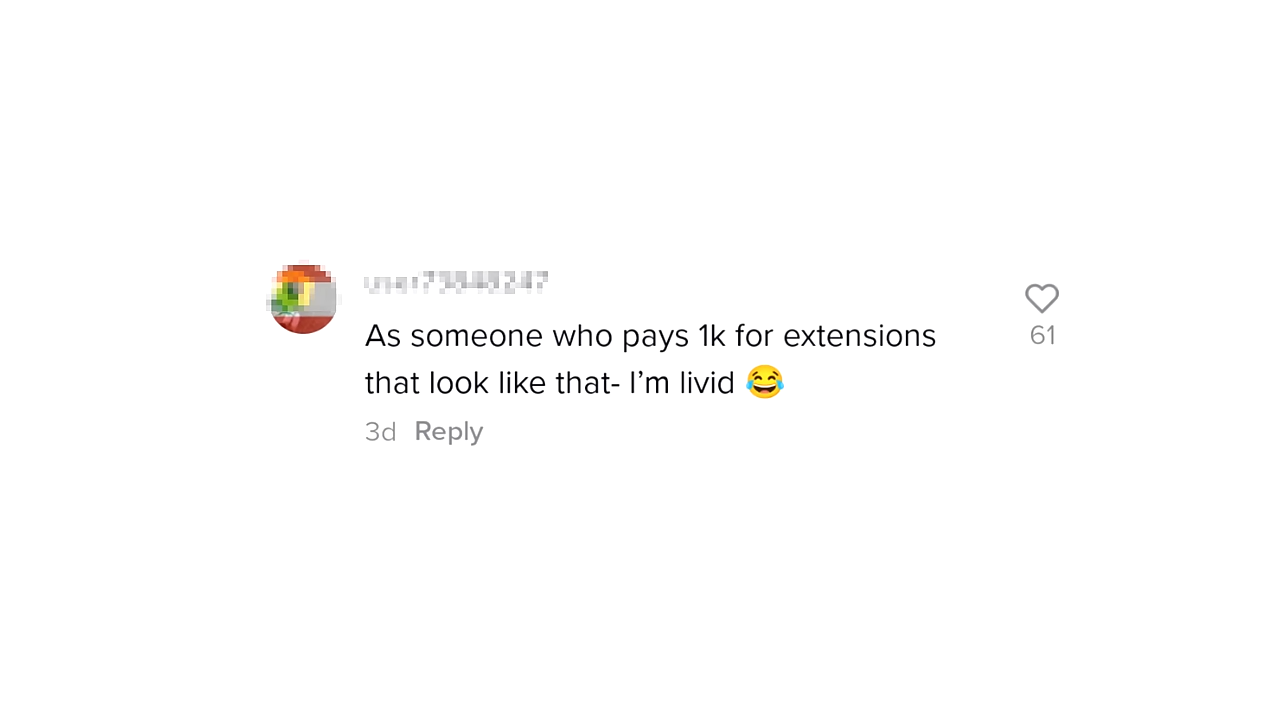 As someone who pays 1k for extensions
that look like that- I’m livid 😂
61
3d Reply